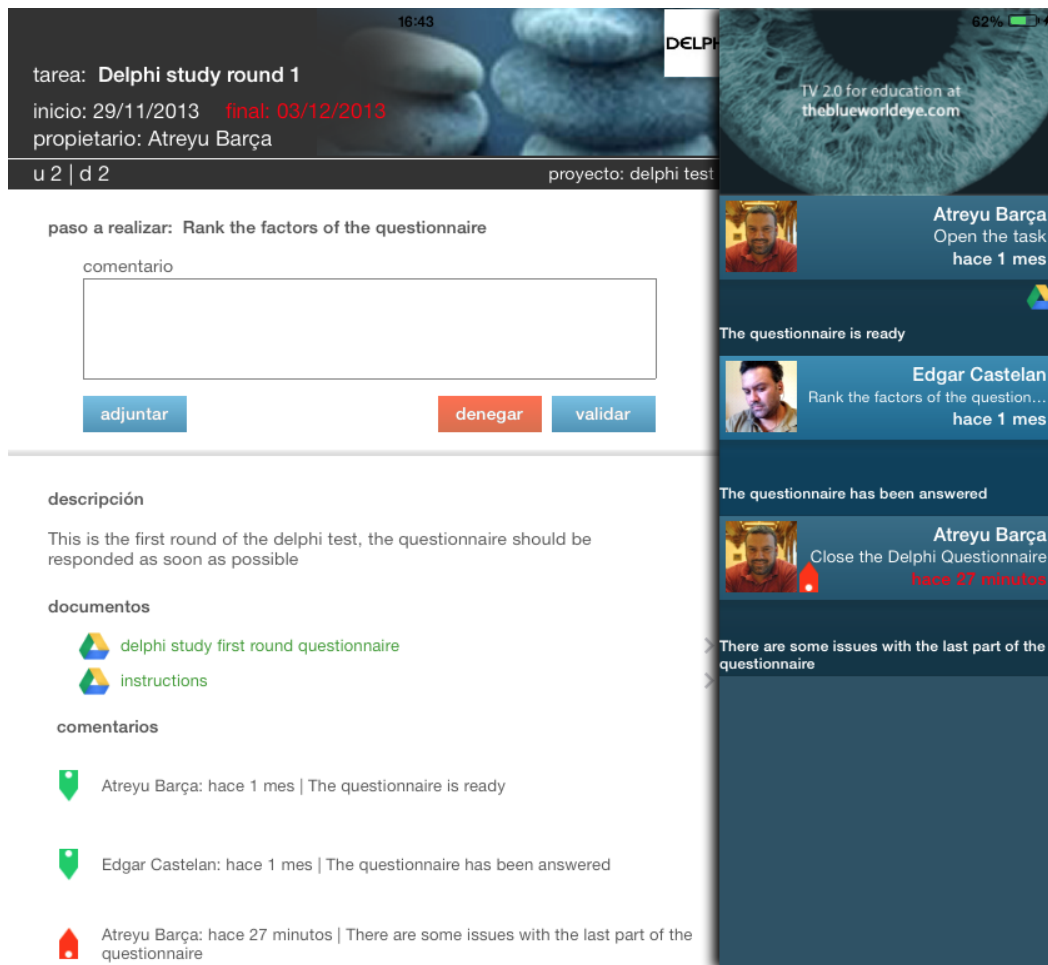 16:43
62%
DELPH
tarea: Delphi study round 1
inicio: 29/11/2013 final: 03/12/2013
propietario: Atreyu Barça
u 2 | d 2
proyecto: delphi test
paso a realizar: Rank the factors of the questionnaire
comentario
adjuntar
denegar
validar
descripción
This is the first round of the delphi test, the questionnaire should be
responded as soon as possible
documentos
delphi study first round questionnaire
instructions
comentarios
Atreyu Barça: hace 1 mes | The questionnaire is ready
Edgar Castelan: hace 1 mes | The questionnaire has been answered
Atreyu Barça: hace 27 minutos | There are some issues with the last part of the
questionnaire
TV 2.0 for education at
theblueworldeye.com
Atreyu Barça
Open the task
hace 1 mes
The questionnaire is ready
Edgar Castelan
Rank the factors of the question...
hace 1 mes
The questionnaire has been answered
Atreyu Barça
Close the Delphi Questionnaire
hace 27 minutos
There are some issues with the last part of the
questionnaire